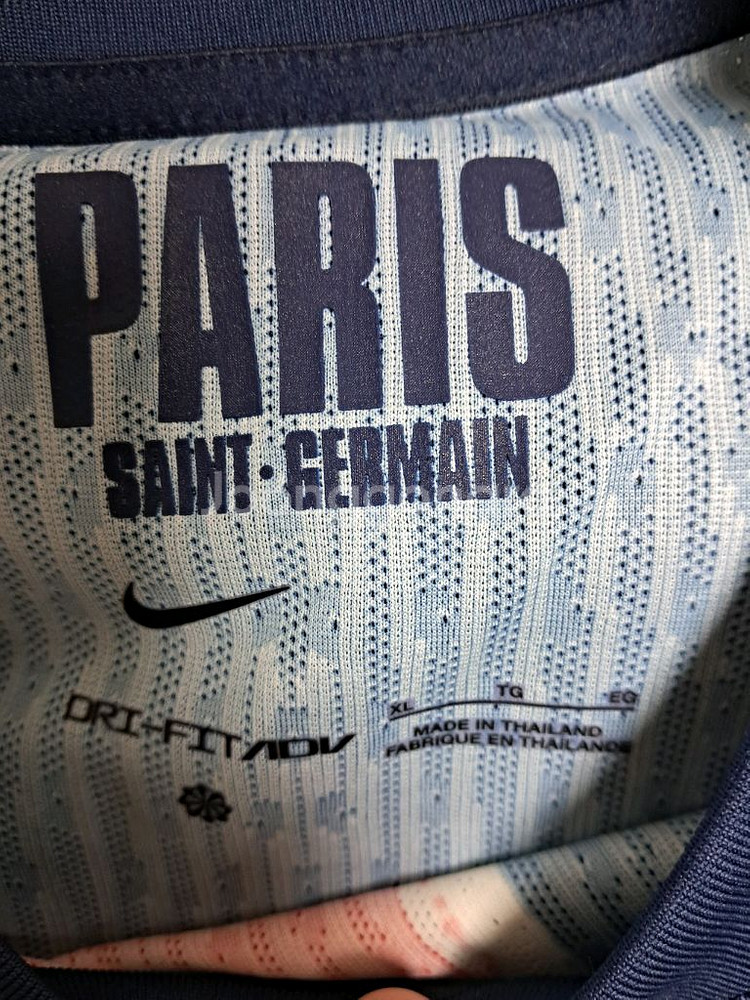 PARIS
SAINT·GERMAIN
DRI-FIT ADV
XL TG EG
MADE IN THAILAND
FABRIQUE EN THAILANDE